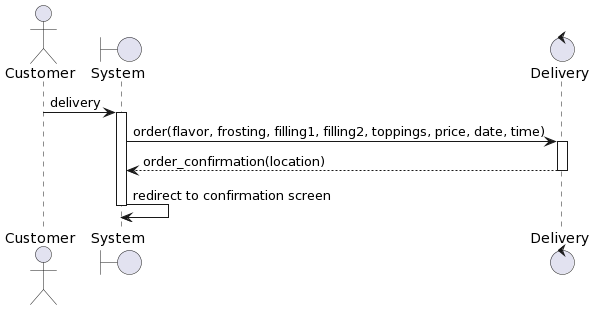 Customer
System
Delivery
delivery
order(flavor, frosting, filling1, filling2, toppings, price, date, time)
order_confirmation(location)
redirect to confirmation screen
Customer
System
Delivery